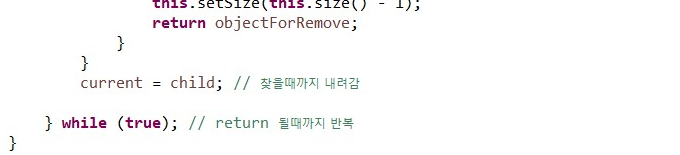 this.setSize(this.size() - 1);
return objectForRemove;
}
}
current = child; // 찾을때까지 내려감
} while (true); // return 될때까지 반복
}